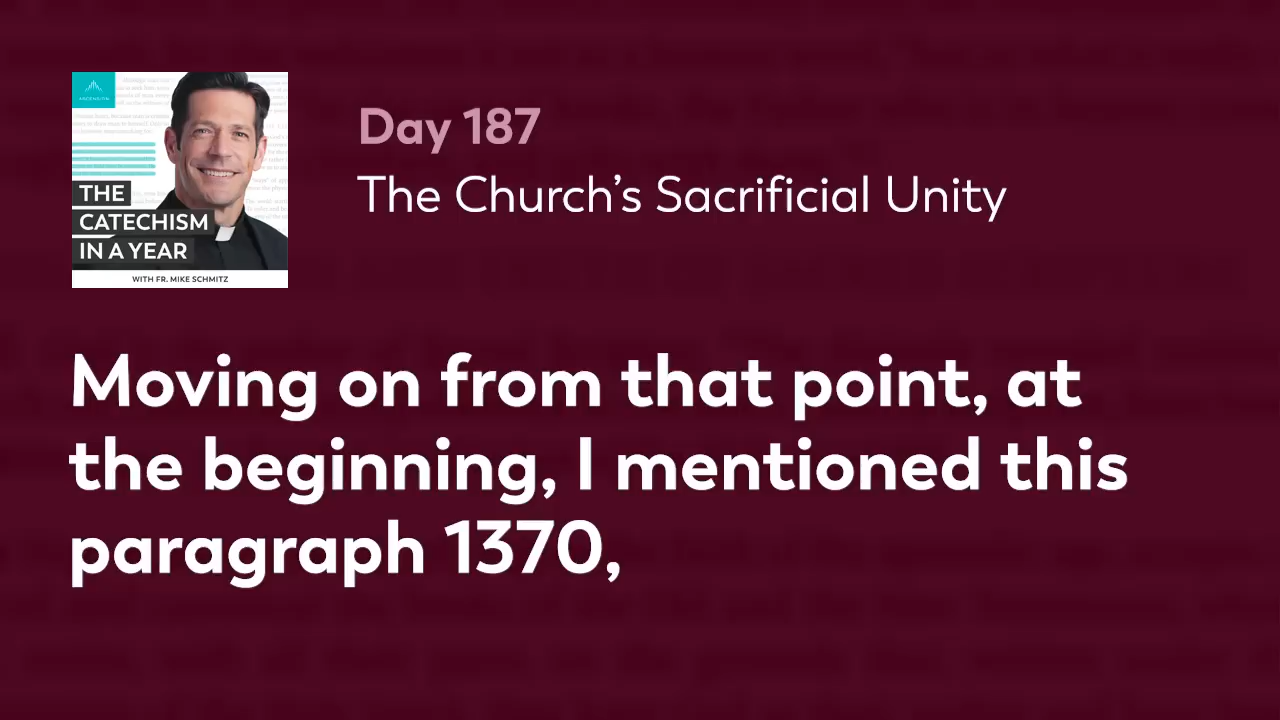 ASCENSION
THE
CATECHISM
IN A YEAR
WITH FR. MIKE SCHMITZ
Day 187
The Church’s Sacrificial Unity
Moving on from that point, at
the beginning, I mentioned this
paragraph 1370,